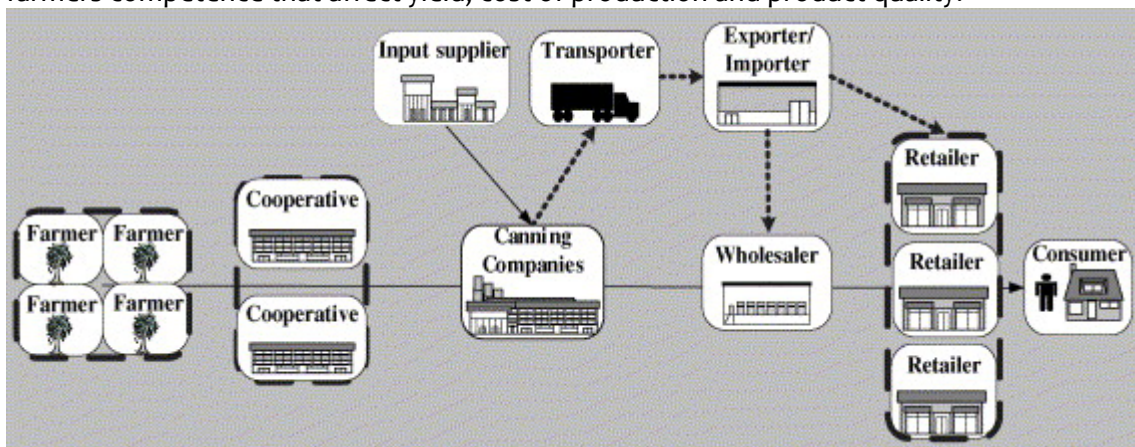 farmers competence that affect yield, cost of production and product quality.
Input supplier
Transporter
Exporter/
Importer
Retailer
Cooperative
Farmer Farmer
Canning
Companies
Wholesaler
Retailer
Consumer
Farmer Farmer
Cooperative
Retailer